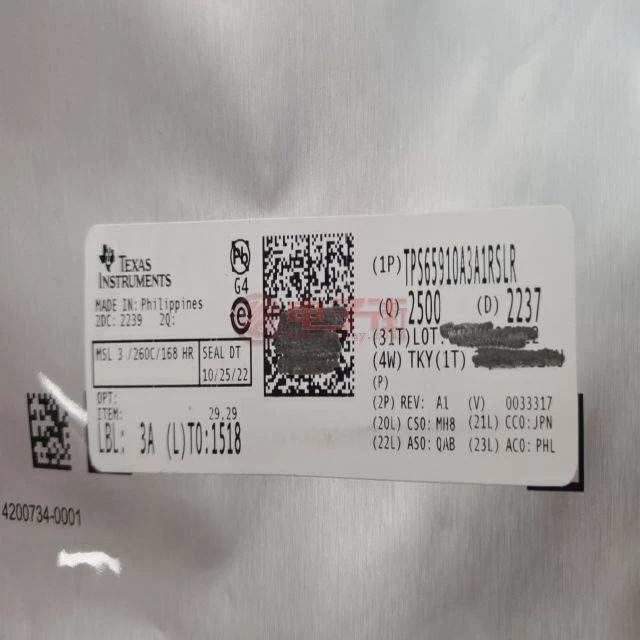 TEXAS
INSTRUMENTS
Pb
G4
e
MADE IN: Philippines
2DC: 2239 2Q:
MSL 3 /260C/168 HR
SEAL DT
10/25/22
OPT:
ITEM: 29.29
LBL: 3A (L)TO:1518
(1P) TPS65910A3A1RSLR
(Q) 2500 (D) 2237
(31T) LOT:
(4W) TKY(1T)
(P)
(2P) REV: A1 (V) 0033317
(20L) CSO: MH8 (21L) CCO:JPN
(22L) ASO: QAB (23L) ACO: PHL
4200734-0001